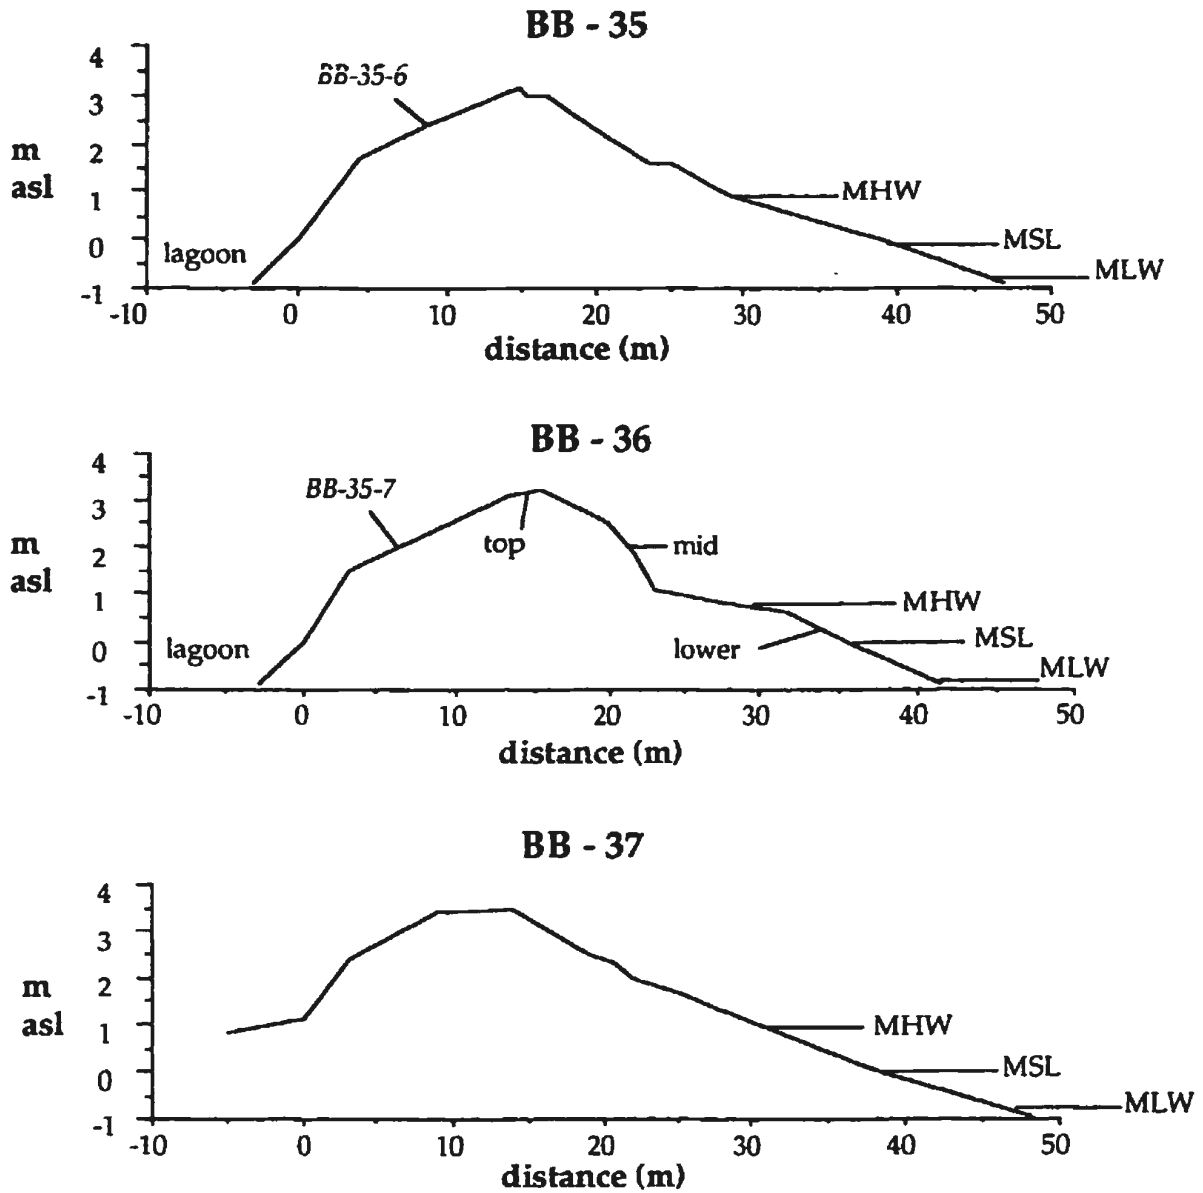 BB - 35
4
BB-35-6
3
m
asl
2
1
MHW
0
lagoon
MSL
MLW
-1
-10 0 10 20 30 40 50
distance (m)
BB - 36
4
BB-35-7
3
top
m
asl
mid
2
1
MHW
0
lagoon
lower
MSL
MLW
-1
-10 0 10 20 30 40 50
distance (m)
BB - 37
4
3
m
asl
2
1
MHW
0
MSL
MLW
-1
-10 0 10 20 30 40 50
distance (m)